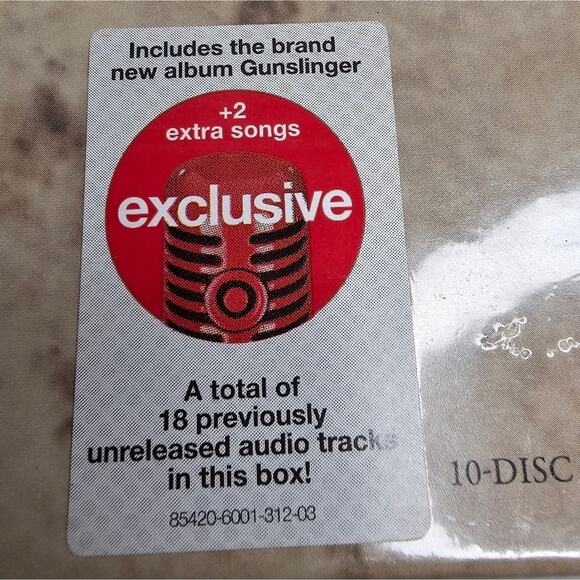 Includes the brand
new album Gunslinger
+2
extra songs
exclusive
A total of
18 previously
unreleased audio tracks
in this box!
85420-6001-312-03
10-DISC